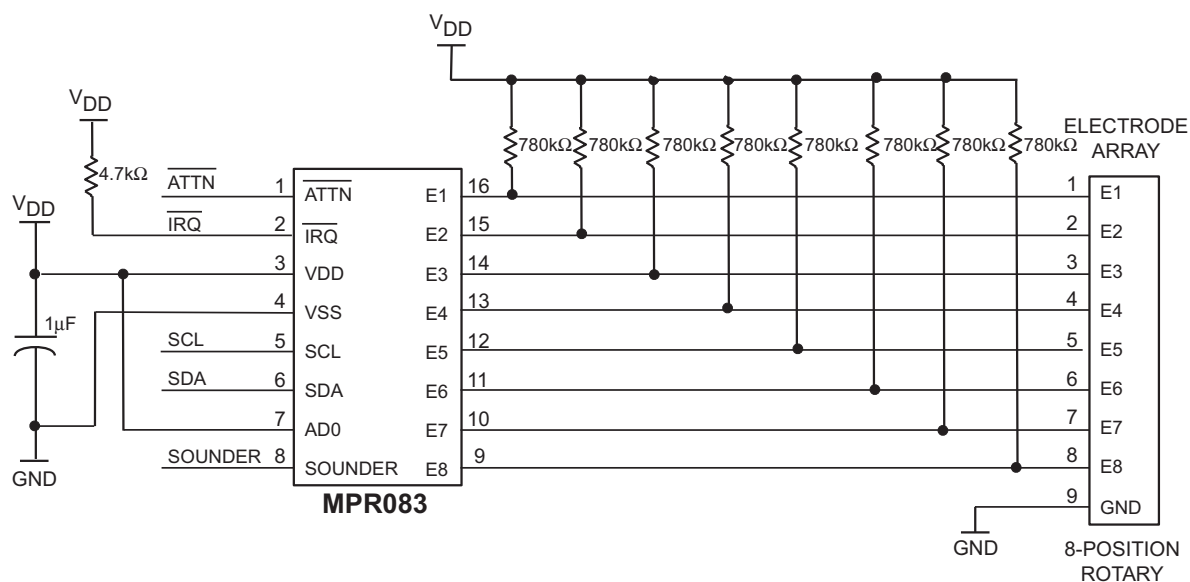 V DD
V DD
4.7kΩ
780kΩ 780kΩ 780kΩ 780kΩ 780kΩ 780kΩ 780kΩ 780kΩ
ELECTRODE
ARRAY
ATTN 1 ATTN E1 16 1 E1
V DD
IRQ 2 IRQ E2 15 2 E2
3 VDD E3 14 3 E3
4 VSS E4 13 4 E4
1μF
SCL 5 SCL E5 12 5 E5
SDA 6 SDA E6 11 6 E6
7 AD0 E7 10 7 E7
SOUNDER 8 SOUNDER E8 9 8 E8
GND
MPR083
9 GND
GND
8-POSITION
ROTARY